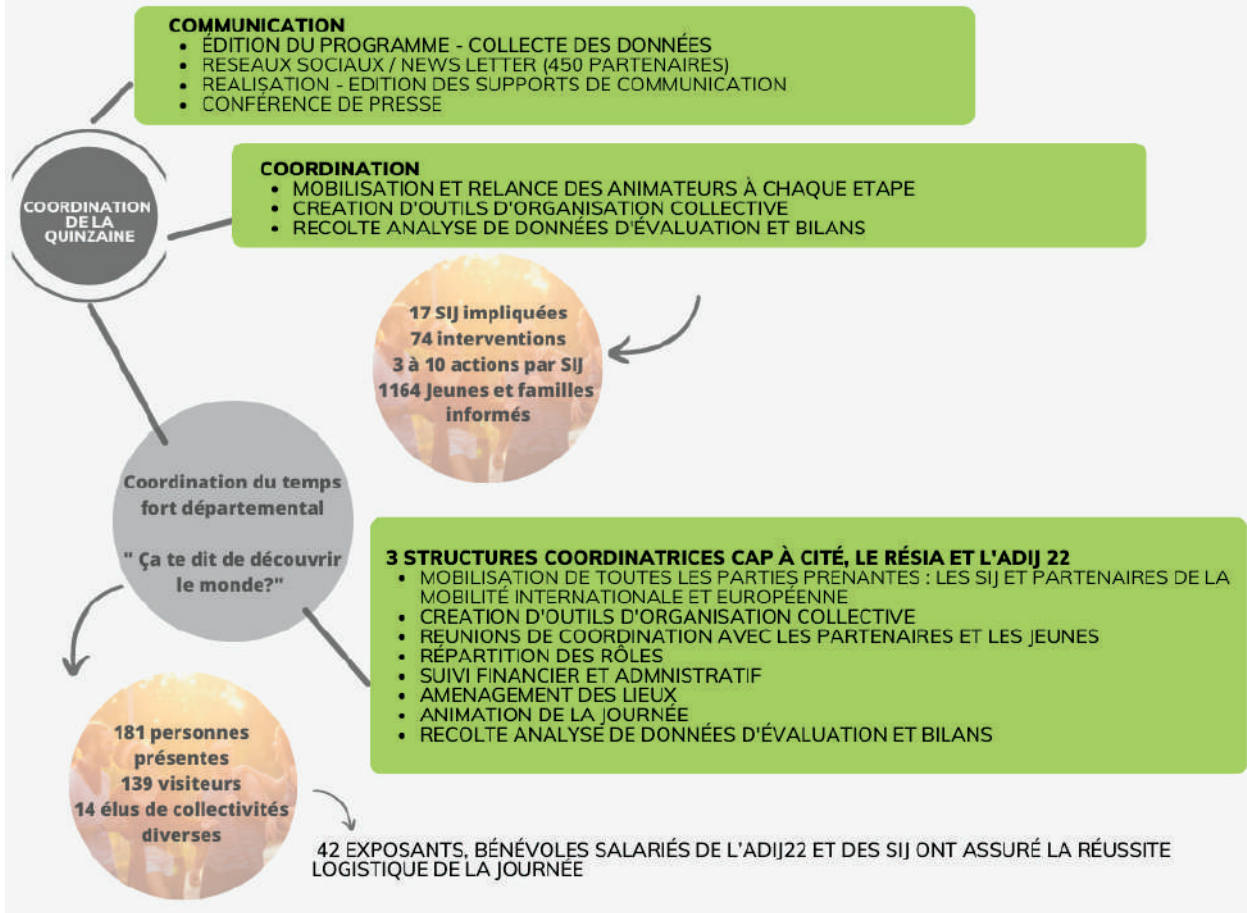 COMMUNICATION
• ÉDITION DU PROGRAMME - COLLECTE DES DONNÉES
• RESEAUX SOCIAUX / NEWS LETTER (450 PARTENAIRES)
• REALISATION - EDITION DES SUPPORTS DE COMMUNICATION
• CONFÉRENCE DE PRESSE
COORDINATION
DE LA
QUINZAINE
COORDINATION
• MOBILISATION ET RELANCE DES ANIMATEURS À CHAQUE ETAPE
• CREATION D'OUTILS D'ORGANISATION COLLECTIVE
• RECOLTE ANALYSE DE DONNÉES D'ÉVALUATION ET BILANS
17 SIJ impliquées
74 interventions
3 à 10 actions par SIJ
1164 Jeunes et familles
informés
Coordination du temps
fort départemental
" Ça te dit de découvrir
le monde?"
3 STRUCTURES COORDINATRICES CAP À CITÉ, LE RÉSIA ET L'ADIJ 22
• MOBILISATION DE TOUTES LES PARTIES PRENANTES : LES SIJ ET PARTENAIRES DE LA
MOBILITÉ INTERNATIONALE ET EUROPÉENNE
• CREATION D'OUTILS D'ORGANISATION COLLECTIVE
• REUNIONS DE COORDINATION AVEC LES PARTENAIRES ET LES JEUNES
• RÉPARTITION DES RÔLES
• SUIVI FINANCIER ET ADMNISTRATIF
• AMENAGEMENT DES LIEUX
• ANIMATION DE LA JOURNÉE
• RECOLTE ANALYSE DE DONNÉES D'ÉVALUATION ET BILANS
181 personnes
présentes
139 visiteurs
14 élus de collectivités
diverses
42 EXPOSANTS, BÉNÉVOLES SALARIÉS DE L'ADIJ22 ET DES SIJ ONT ASSURÉ LA RÉUSSITE
LOGISTIQUE DE LA JOURNÉE